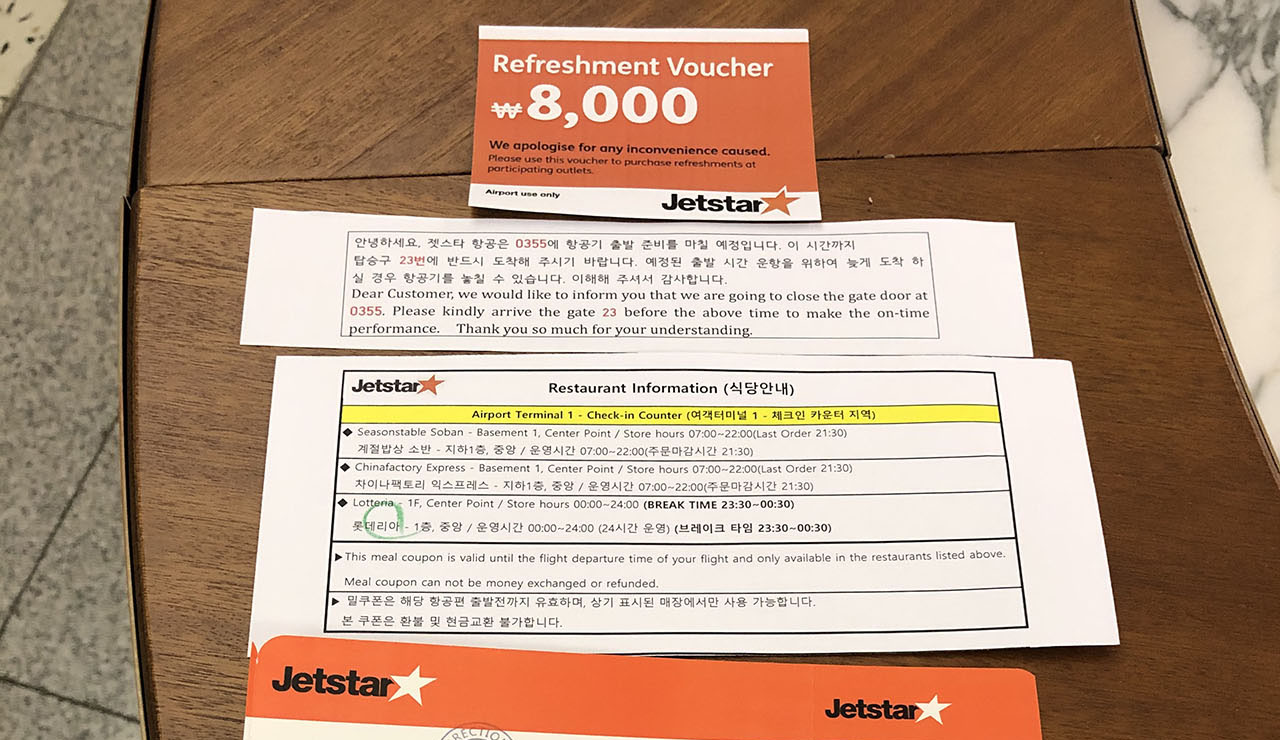 Refreshment Voucher
₩8,000
We apologise for any inconvenience caused.
Please use this voucher to purchase refreshments at
participating outlets.
Airport use only
Jetstar
안녕하세요, 젯스타 항공은 0355에 항공기 출발 준비를 마칠 예정입니다. 이 시간까지
탑승구 23번에 반드시 도착해 주시기 바랍니다. 예정된 출발 시간 운항을 위하여 늦게 도착 하
실 경우 항공기를 놓칠 수 있습니다. 이해해 주셔서 감사합니다.
Dear Customer, we would like to inform you that we are going to close the gate door at
0355. Please kindly arrive the gate 23 before the above time to make the on-time
performance. Thank you so much for your understanding.
Jetstar
Restaurant Information (식당안내)
Airport Terminal 1 - Check-in Counter (여객터미널 1 - 체크인 카운터 지역)
◆ Seasonstable Soban - Basement 1, Center Point / Store hours 07:00~22:00(Last Order 21:30)
계절밥상 소반 - 지하1층, 중앙 / 운영시간 07:00~22:00(주문마감시간 21:30)
◆ Chinafactory Express - Basement 1, Center Point / Store hours 07:00~22:00(Last Order 21:30)
차이나팩토리 익스프레스 - 지하1층, 중앙 / 운영시간 07:00~22:00(주문마감시간 21:30)
◆ Lotteria - 1F, Center Point / Store hours 00:00~24:00 (BREAK TIME 23:30~00:30)
롯데리아 - 1층, 중앙 / 운영시간 00:00~24:00 (24시간 운영) (브레이크 타임 23:30~00:30)
▶This meal coupon is valid until the flight departure time of your flight and only available in the restaurants listed above.
Meal coupon can not be money exchanged or refunded.
▶ 밀쿠폰은 해당 항공편 출발전까지 유효하며, 상기 표시된 매장에서만 사용 가능합니다.
본 쿠폰은 환불 및 현금교환 불가합니다.
Jetstar
Jetstar